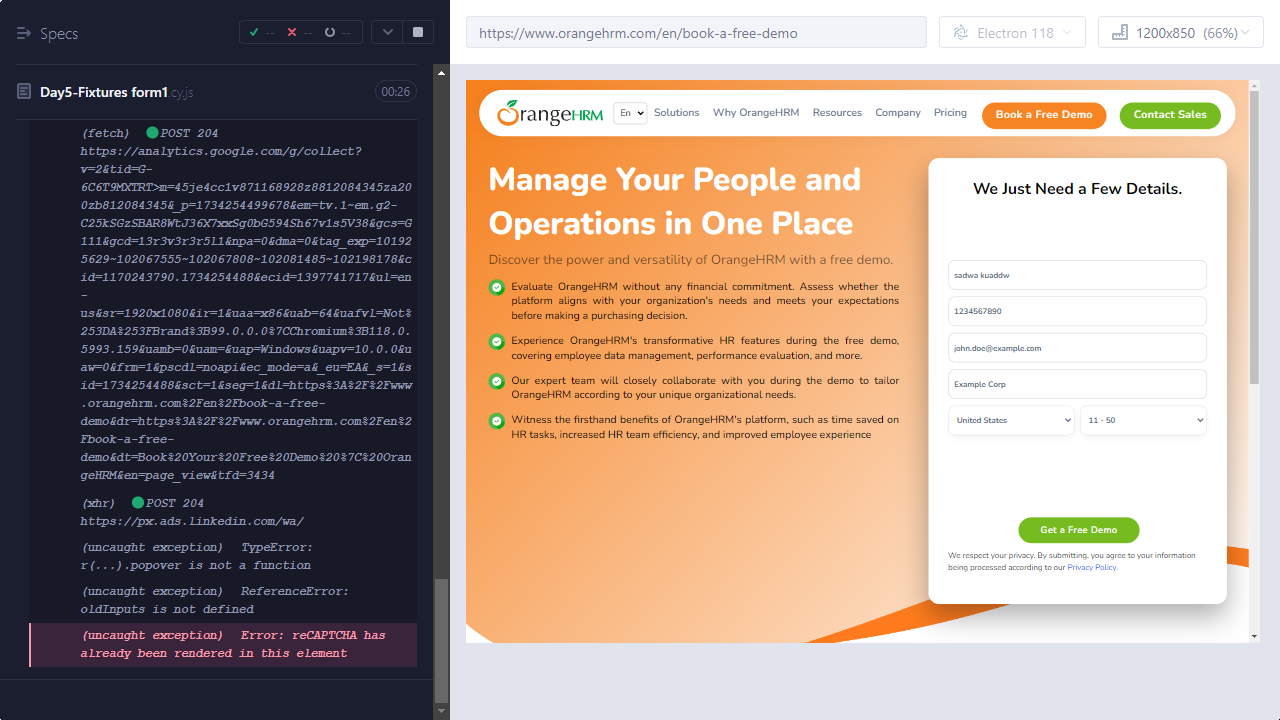 Specs
--
--
--
Day5-Fixtures form1.cy.js
00:26
(fetch) POST 204
https://analytics.google.com/g/collect?
v=2&tid=G-
6C6T9MXTRT>m=45je4cc1v871168928z8812084345za20
0zb812084345&_p=1734254499678&em=tv.1~em.g2-
C25kSGzSBAR8WtJ36X7xxSg0bG594Sh67v1s5V38&gcs=G
111&gcd=13r3v3r3r5l1&npa=0&dma=0&tag_exp=10192
5629~102067555~102067808~102081485~102198178&c
id=1170243790.1734254488&ecid=1397741717&ul=en
-
us&sr=1920x1080&ir=1&uaa=x86&uab=64&uafvl=Not%
253DA%253FBrand%3B99.0.0.0%7CChromium%3B118.0.
5993.159&uamb=0&uam=&uap=Windows&uapv=10.0.0&u
aw=0&frm=1&pscdl=noapi&ec_mode=a&_eu=EA&_s=1&s
id=1734254488&sct=1&seg=1&dl=https%3A%2F%2Fwww
.orangehrm.com%2Fen%2Fbook-a-free-
demo&dr=https%3A%2F%2Fwww.orangehrm.com%2Fen%2
Fbook-a-free-
demo&dt=Book%20Your%20Free%20Demo%20%7C%20Oran
geHRM&en=page_view&tfd=3434
(xhr) POST 204
https://px.ads.linkedin.com/wa/
(uncaught exception) TypeError:
r(...).popover is not a function
(uncaught exception) ReferenceError:
oldInputs is not defined
(uncaught exception) Error: reCAPTCHA has
already been rendered in this element
https://www.orangehrm.com/en/book-a-free-demo
Electron 118
1200x850 (66%)
OrangeHRM
En
Solutions
Why OrangeHRM
Resources
Company
Pricing
Book a Free Demo
Contact Sales
Manage Your People and
Operations in One Place
Discover the power and versatility of OrangeHRM with a free demo.
Evaluate OrangeHRM without any financial commitment. Assess whether the
platform aligns with your organization's needs and meets your expectations
before making a purchasing decision.
Experience OrangeHRM's transformative HR features during the free demo,
covering employee data management, performance evaluation, and more.
Our expert team will closely collaborate with you during the demo to tailor
OrangeHRM according to your unique organizational needs.
Witness the firsthand benefits of OrangeHRM's platform, such as time saved on
HR tasks, increased HR team efficiency, and improved employee experience
We Just Need a Few Details.
sadwa kuaddw
1234567890
john.doe@example.com
Example Corp
United States
11 - 50
Get a Free Demo
We respect your privacy. By submitting, you agree to your information
being processed according to our Privacy Policy.